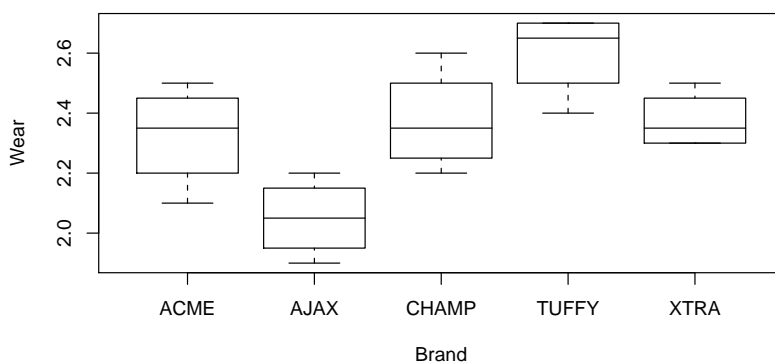 Wear
2.6
2.4
2.2
2.0
ACME AJAX CHAMP TUFFY XTRA
Brand